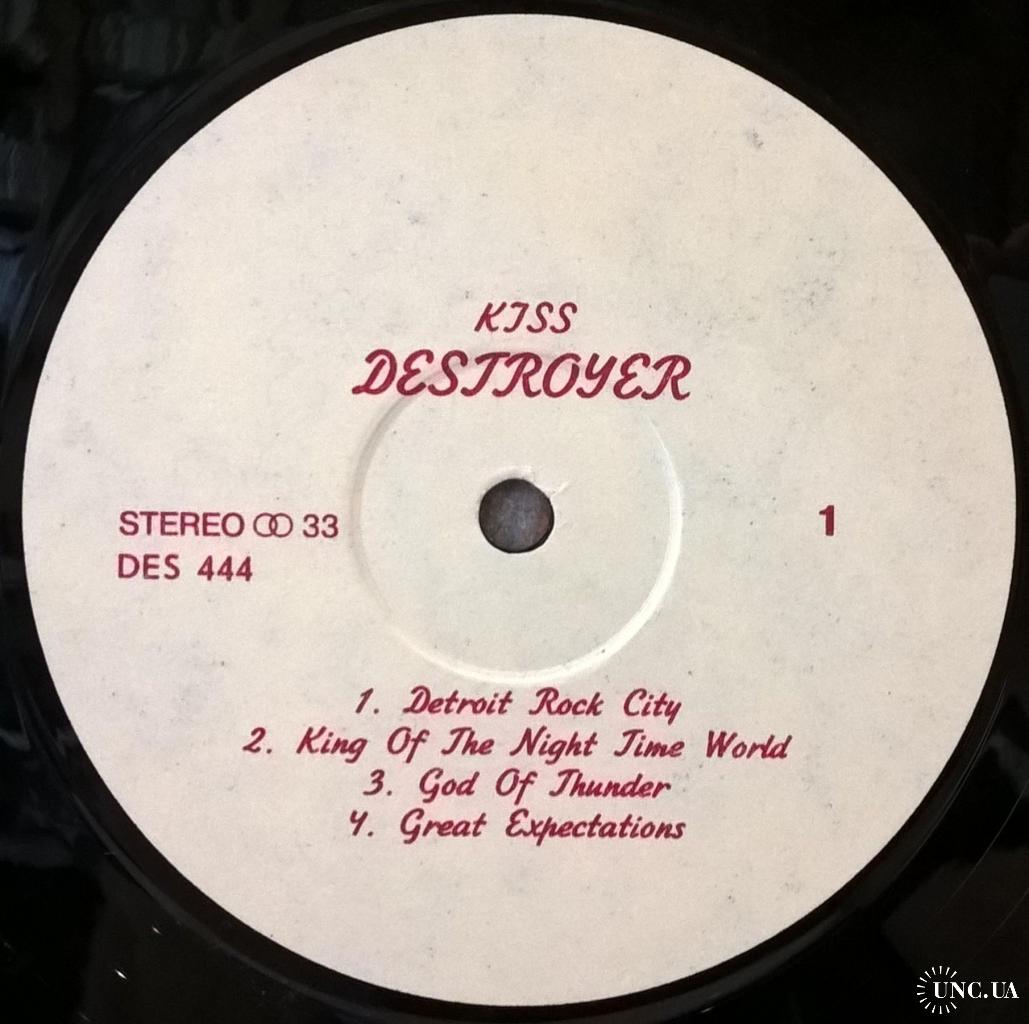 KISS
DESTROYER
STEREO 33
DES 444
1
1. Detroit Rock City
2. King Of The Night Time World
3. God Of Thunder
4. Great Expectations
UNC.UA